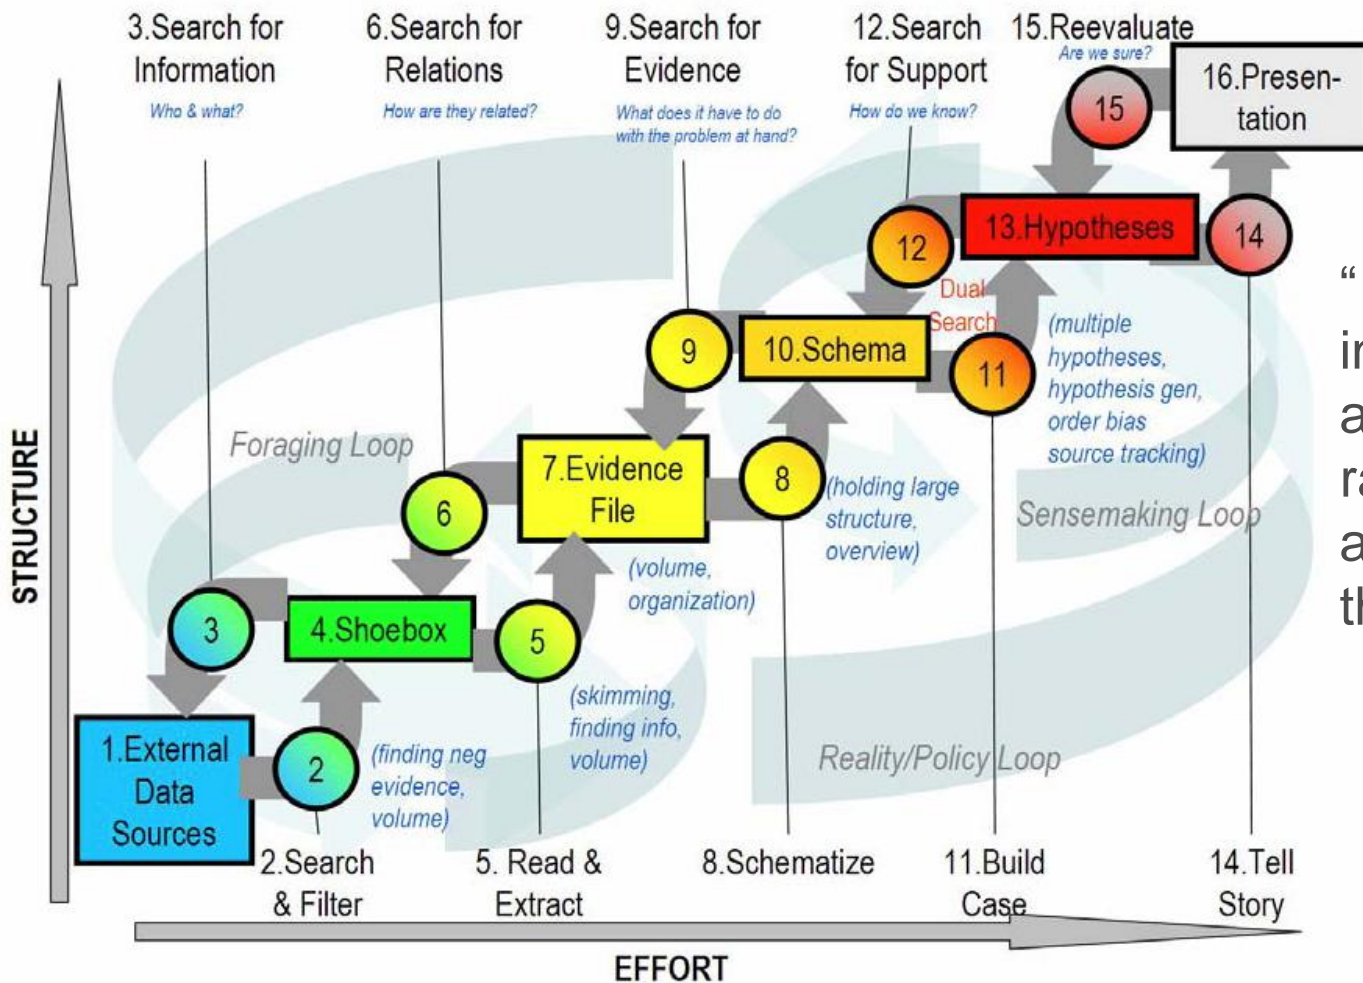 3.Search for
Information
Who & what?
6.Search for
Relations
How are they related?
9.Search for
Evidence
What does it have to do
with the problem at hand?
12.Search
for Support
How do we know?
15.Reevaluate
Are we sure?
15
16.Presen-
tation
12
13.Hypotheses
14
Dual
Search
9
10.Schema
11
(multiple
hypotheses,
hypothesis gen,
order bias
source tracking)
Foraging Loop
6
7.Evidence
File
8
(holding large
structure,
overview)
Sensemaking Loop
(volume,
organization)
3
4.Shoebox
5
(skimming,
finding info,
volume)
1.External
Data
Sources
2
(finding neg
evidence,
volume)
Reality/Policy Loop
2.Search
& Filter
5. Read &
Extract
8.Schematize
11.Build
Case
14.Tell
Story
STRUCTURE
EFFORT
“